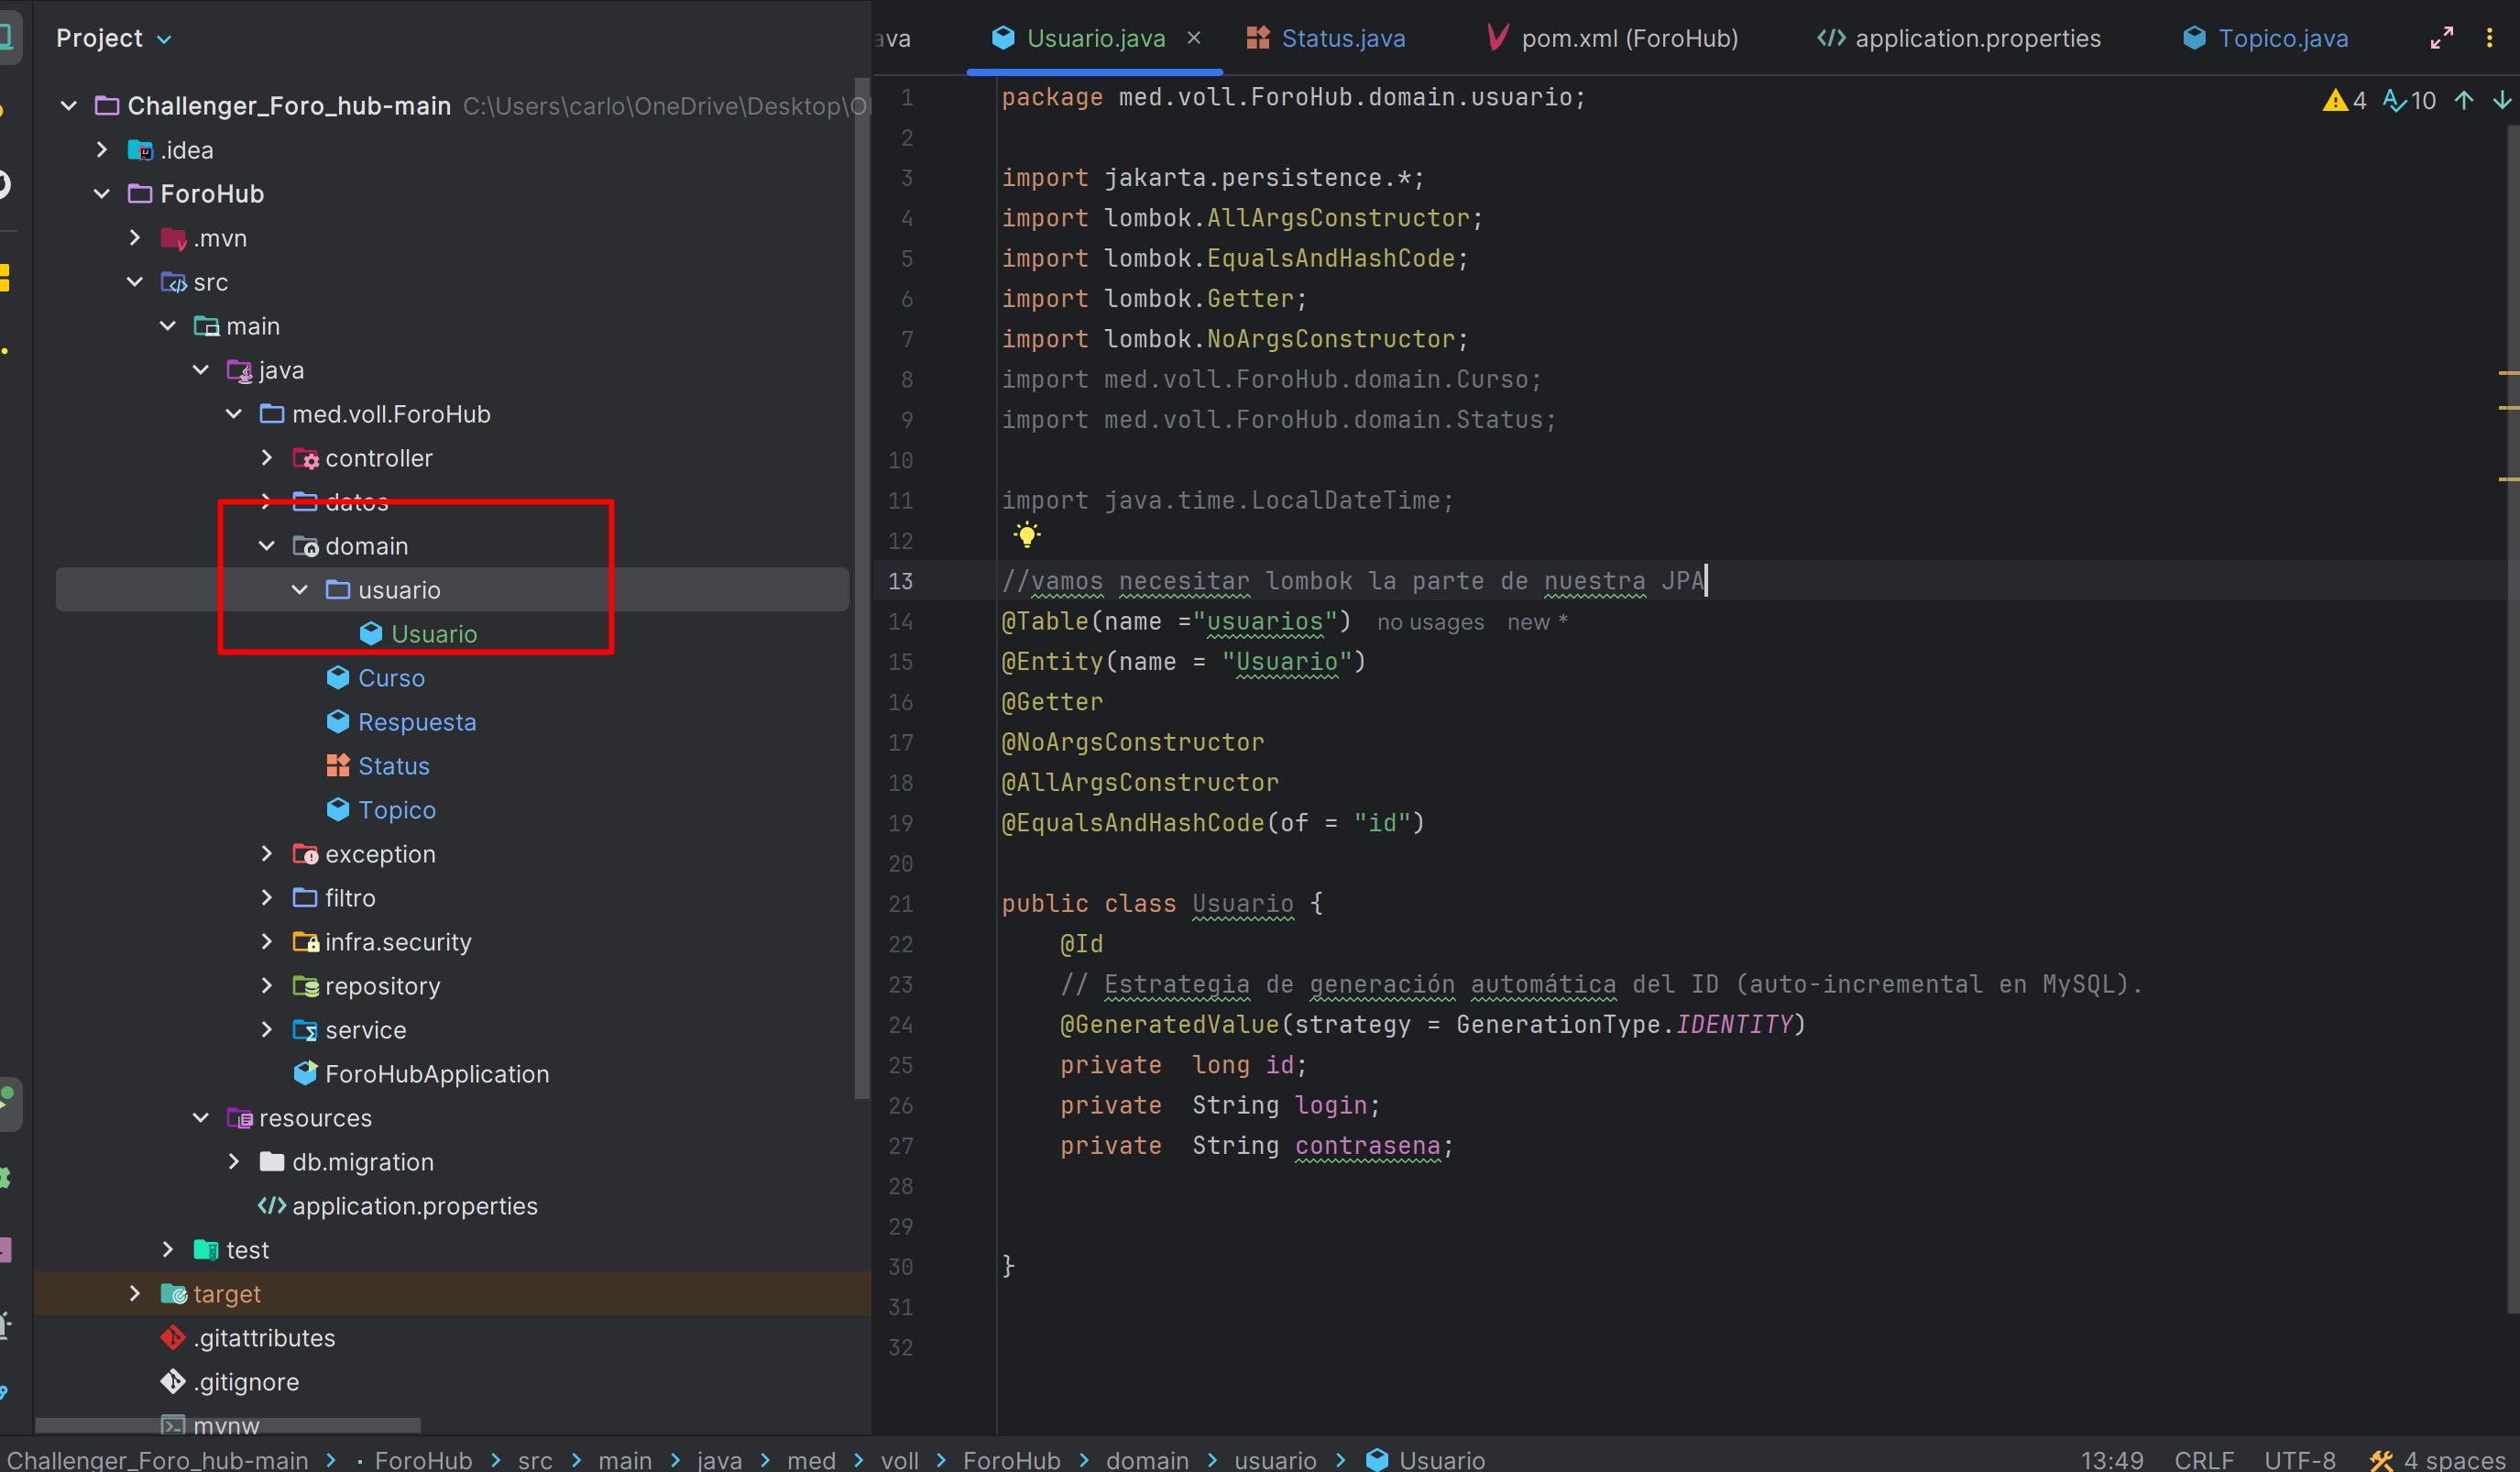 Project
Challenger_Foro_hub-main C:\Users\carlo\OneDrive\Desktop\O
.idea
ForoHub
.mvn
src
main
java
med.voll.ForoHub
controller
datos
domain
usuario
Usuario
Curso
Respuesta
Status
Topico
exception
filtro
infra.security
repository
service
ForoHubApplication
resources
db.migration
application.properties
test
target
.gitattributes
.gitignore
mvnw
ava Usuario.java Status.java pom.xml (ForoHub) application.properties Topico.java
4 10
1 package med.voll.ForoHub.domain.usuario;
2
3 import jakarta.persistence.*;
4 import lombok.AllArgsConstructor;
5 import lombok.EqualsAndHashCode;
6 import lombok.Getter;
7 import lombok.NoArgsConstructor;
8 import med.voll.ForoHub.domain.Curso;
9 import med.voll.ForoHub.domain.Status;
10
11 import java.time.LocalDateTime;
12
13 //vamos necesitar lombok la parte de nuestra JPA
14 @Table(name ="usuarios") no usages new *
15 @Entity(name = "Usuario")
16 @Getter
17 @NoArgsConstructor
18 @AllArgsConstructor
19 @EqualsAndHashCode(of = "id")
20
21 public class Usuario {
22 @Id
23 // Estrategia de generación automática del ID (auto-incremental en MySQL).
24 @GeneratedValue(strategy = GenerationType.IDENTITY)
25 private long id;
26 private String login;
27 private String contrasena;
28
29
30 }
31
32
Challenger_Foro_hub-main > ForoHub > src > main > java > med > voll > ForoHub > domain > usuario > Usuario 13:49 CRLF UTF-8 4 spaces